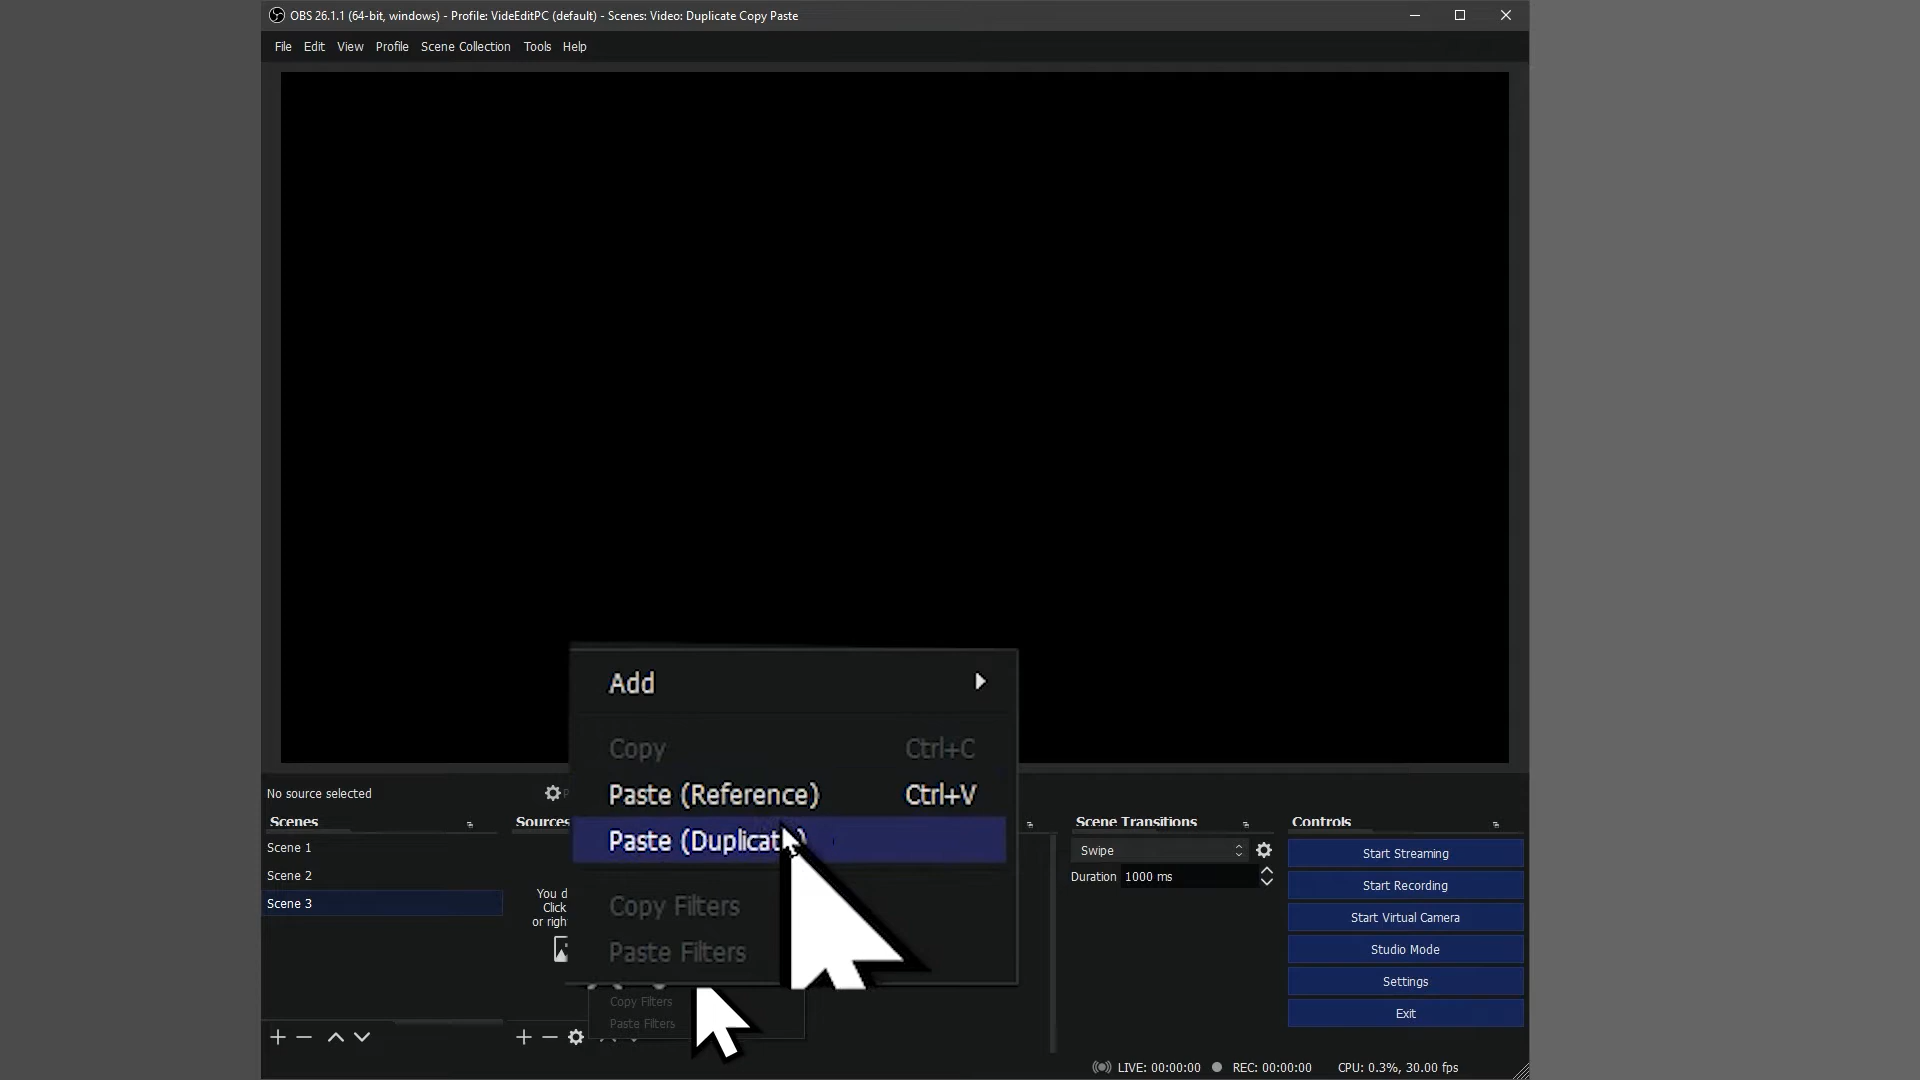 OBS 26.1.1 (64-bit, windows) - Profile: VideEditPC (default) - Scenes: Video: Duplicate Copy Paste
File Edit View Profile Scene Collection Tools Help
Add
Copy Ctrl+C
Paste (Reference) Ctrl+V
Paste (Duplicate)
Copy Filters
Paste Filters
No source selected
Scenes
Scene 1
Scene 2
Scene 3
Sources
You d
Click
or righ
Copy Filters
Paste Filters
Scene Transitions
Swipe
Duration 1000 ms
Controls
Start Streaming
Start Recording
Start Virtual Camera
Studio Mode
Settings
Exit
LIVE: 00:00:00 REC: 00:00:00 CPU: 0.3%, 30.00 fps